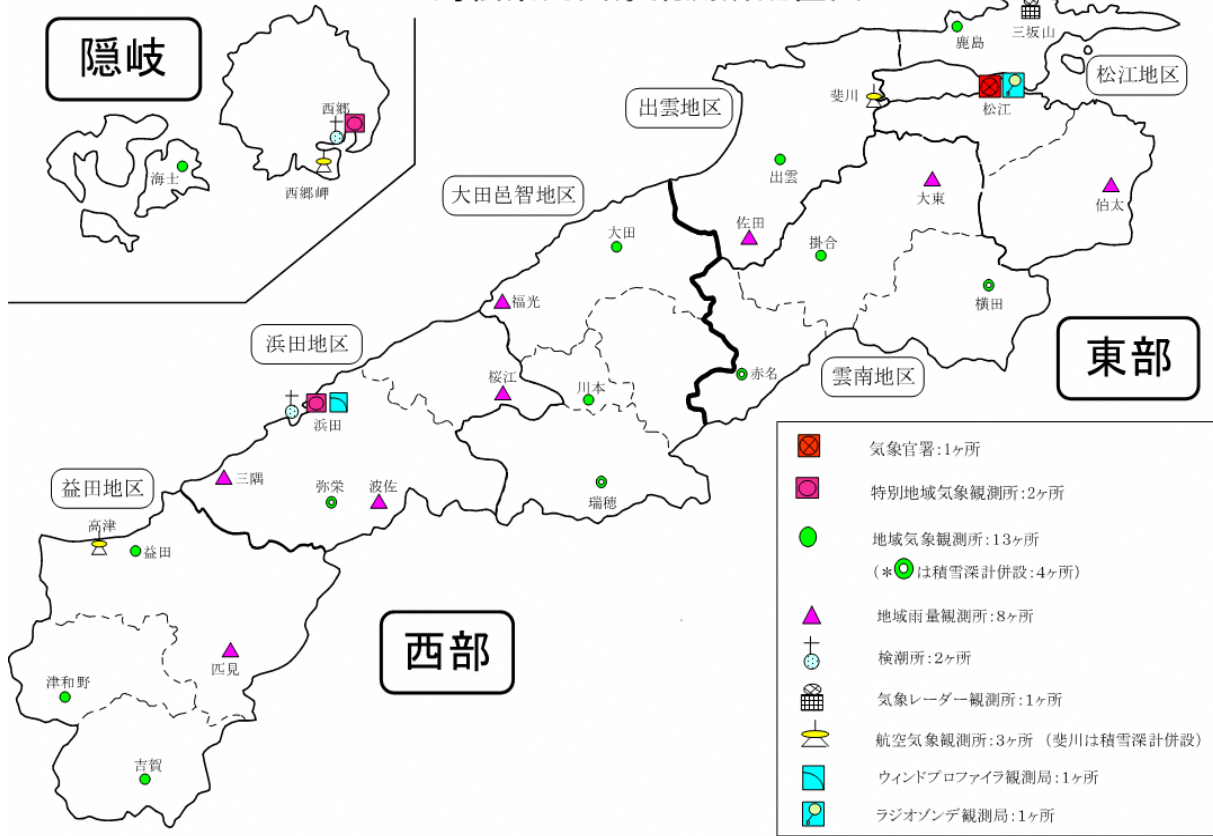 隠岐
西郷
海士
西郷岬
鹿島
三坂山
松江地区
出雲地区
斐川
松江
出雲
大東
伯太
大田邑智地区
佐田
大田
掛合
横田
福光
浜田地区
東部
桜江
川本
赤名
雲南地区
浜田
三隅
弥栄
波佐
瑞穂
益田地区
高津
益田
西部
匹見
津和野
吉賀
気象官署:1ヶ所
特別地域気象観測所:2ヶ所
地域気象観測所:13ヶ所
(* は積雪深計併設:4ヶ所)
地域雨量観測所:8ヶ所
検潮所:2ヶ所
気象レーダー観測所:1ヶ所
航空気象観測所:3ヶ所 (斐川は積雪深計併設)
ウィンドプロファイラ観測局:1ヶ所
ラジオゾンデ観測局:1ヶ所